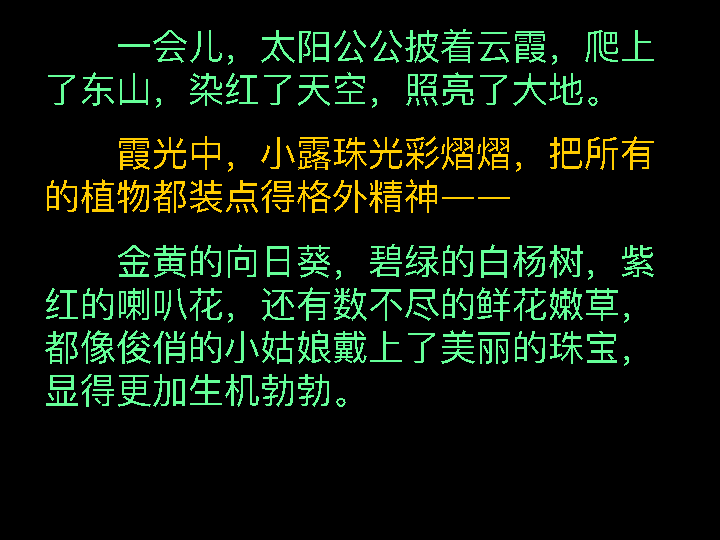 一会儿，太阳公公披着云霞，爬上
了东山，染红了天空，照亮了大地。
霞光中，小露珠光彩熠熠，把所有
的植物都装点得格外精神——
金黄的向日葵，碧绿的白杨树，紫
红的喇叭花，还有数不尽的鲜花嫩草，
都像俊俏的小姑娘戴上了美丽的珠宝，
显得更加生机勃勃。